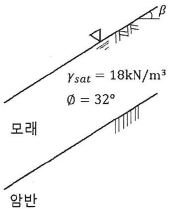 β
γsat = 18kN/m³
Ø = 32°
모래
암반